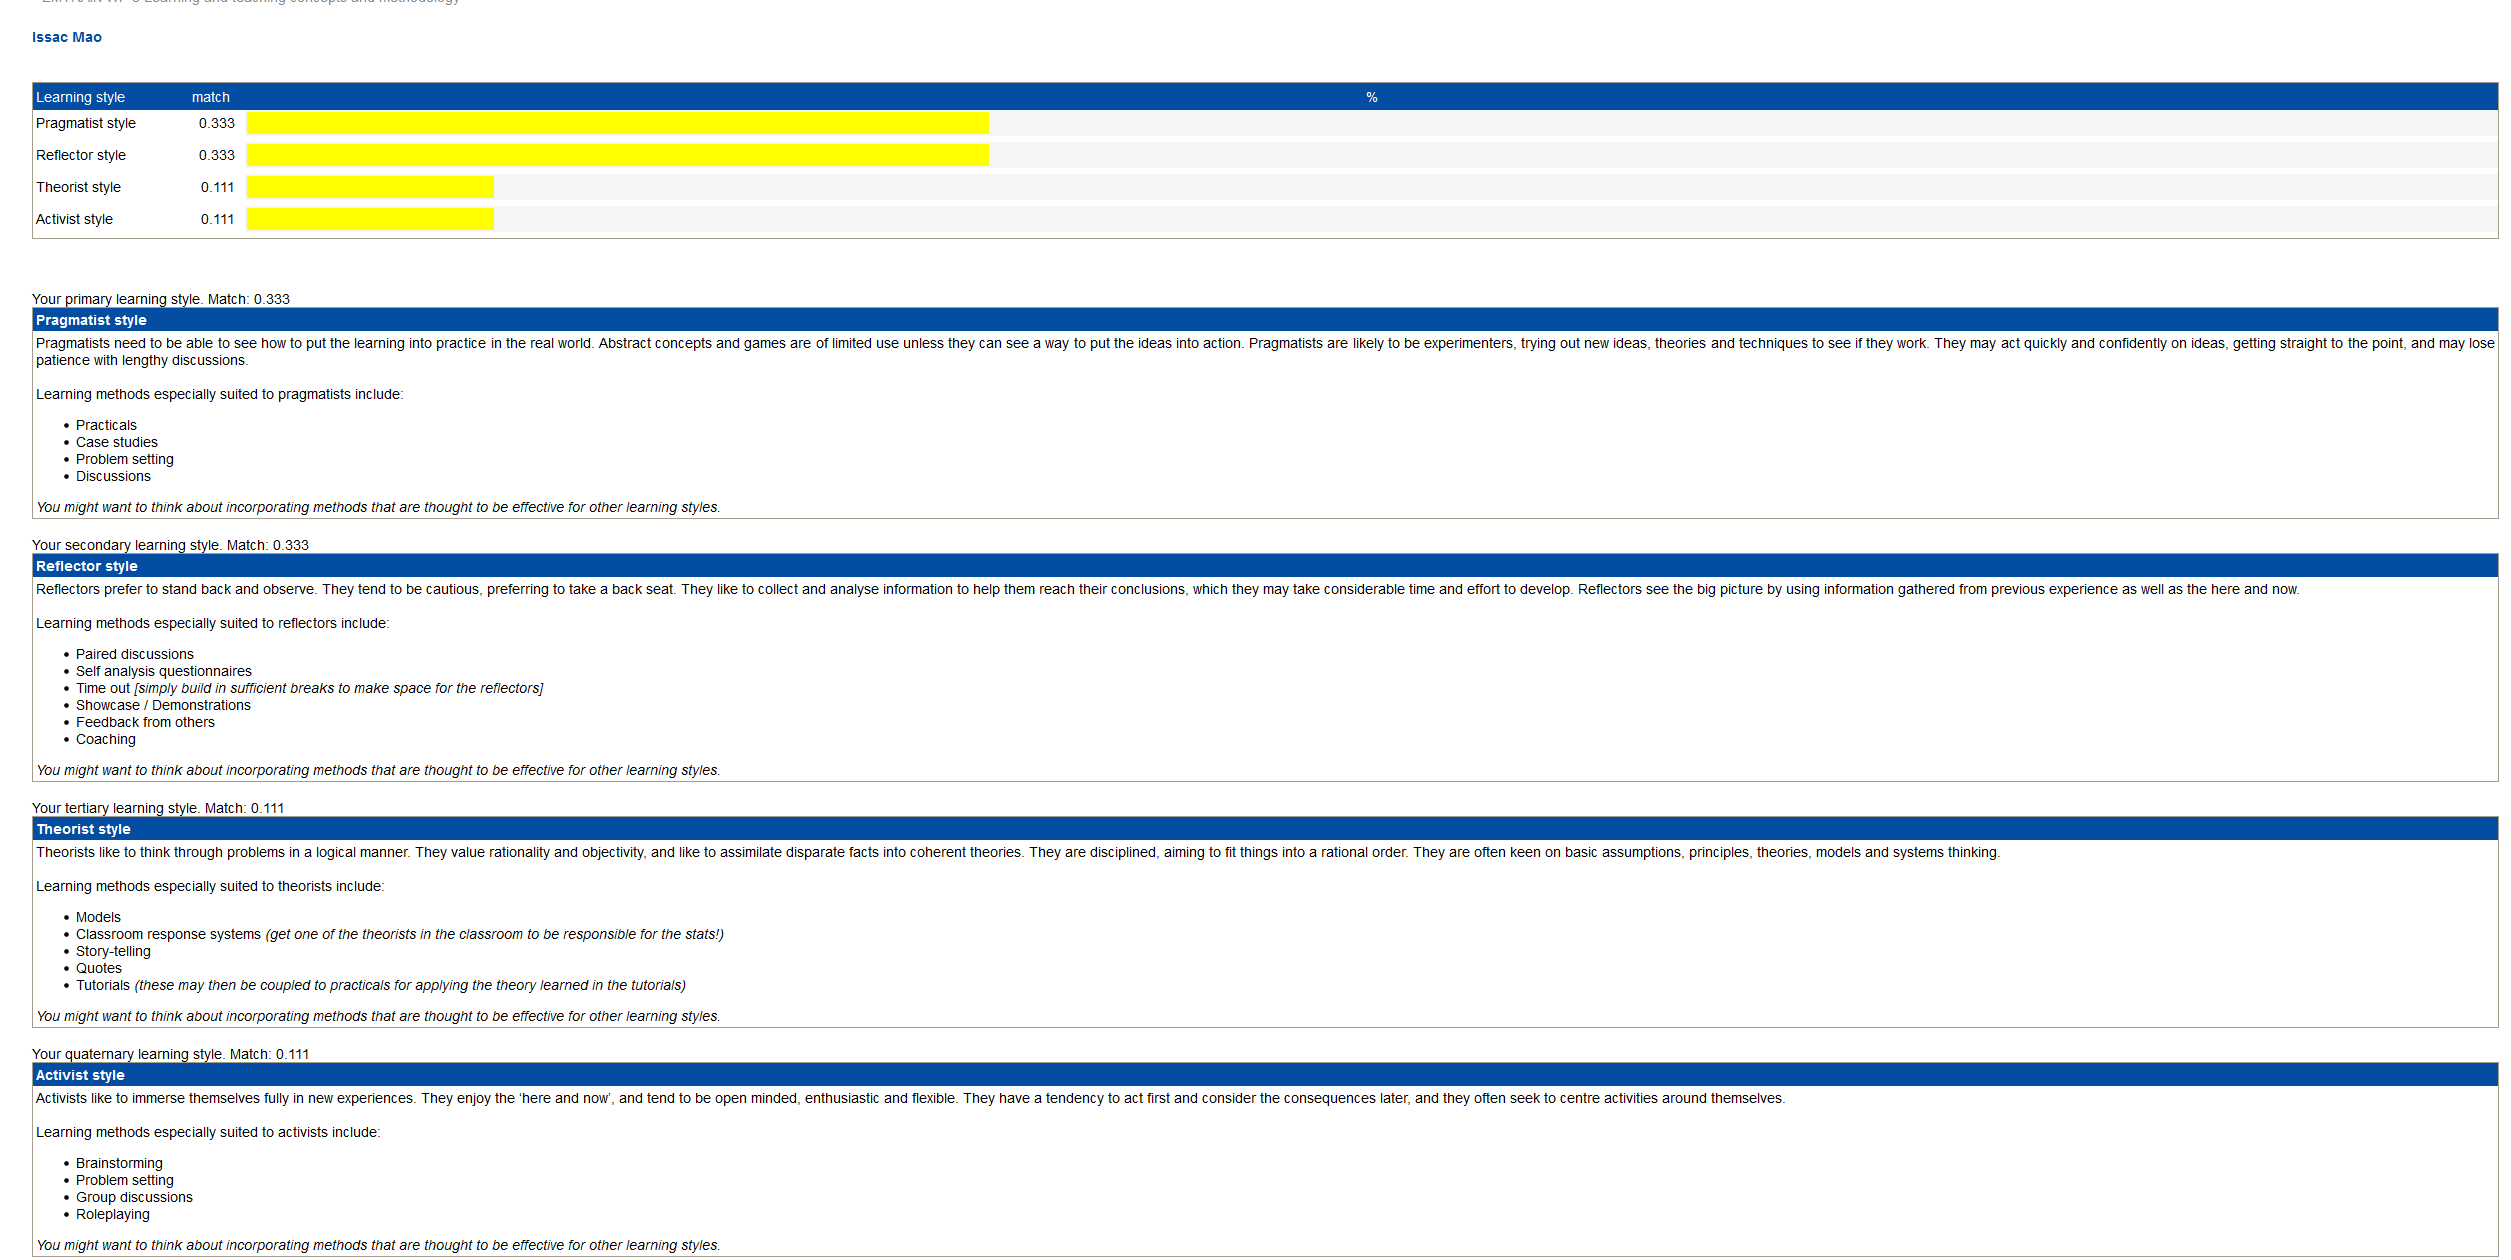 Learning and teaching concepts and methodology
Issac Mao
Learning style match %
Pragmatist style 0.333
Reflector style 0.333
Theorist style 0.111
Activist style 0.111
Your primary learning style. Match: 0.333
Pragmatist style
Pragmatists need to be able to see how to put the learning into practice in the real world. Abstract concepts and games are of limited use unless they can see a way to put the ideas into action. Pragmatists are likely to be experimenters, trying out new ideas, theories and techniques to see if they work. They may act quickly and confidently on ideas, getting straight to the point, and may lose
patience with lengthy discussions.
Learning methods especially suited to pragmatists include:
• Practicals
• Case studies
• Problem setting
• Discussions
You might want to think about incorporating methods that are thought to be effective for other learning styles.
Your secondary learning style. Match: 0.333
Reflector style
Reflectors prefer to stand back and observe. They tend to be cautious, preferring to take a back seat. They like to collect and analyse information to help them reach their conclusions, which they may take considerable time and effort to develop. Reflectors see the big picture by using information gathered from previous experience as well as the here and now.
Learning methods especially suited to reflectors include:
• Paired discussions
• Self analysis questionnaires
• Time out [simply build in sufficient breaks to make space for the reflectors]
• Showcase / Demonstrations
• Feedback from others
• Coaching
You might want to think about incorporating methods that are thought to be effective for other learning styles.
Your tertiary learning style. Match: 0.111
Theorist style
Theorists like to think through problems in a logical manner. They value rationality and objectivity, and like to assimilate disparate facts into coherent theories. They are disciplined, aiming to fit things into a rational order. They are often keen on basic assumptions, principles, theories, models and systems thinking.
Learning methods especially suited to theorists include:
• Models
• Classroom response systems (get one of the theorists in the classroom to be responsible for the stats!)
• Story-telling
• Quotes
• Tutorials (these may then be coupled to practicals for applying the theory learned in the tutorials)
You might want to think about incorporating methods that are thought to be effective for other learning styles.
Your quaternary learning style. Match: 0.111
Activist style
Activists like to immerse themselves fully in new experiences. They enjoy the ‘here and now’, and tend to be open minded, enthusiastic and flexible. They have a tendency to act first and consider the consequences later, and they often seek to centre activities around themselves.
Learning methods especially suited to activists include:
• Brainstorming
• Problem setting
• Group discussions
• Roleplaying
You might want to think about incorporating methods that are thought to be effective for other learning styles.